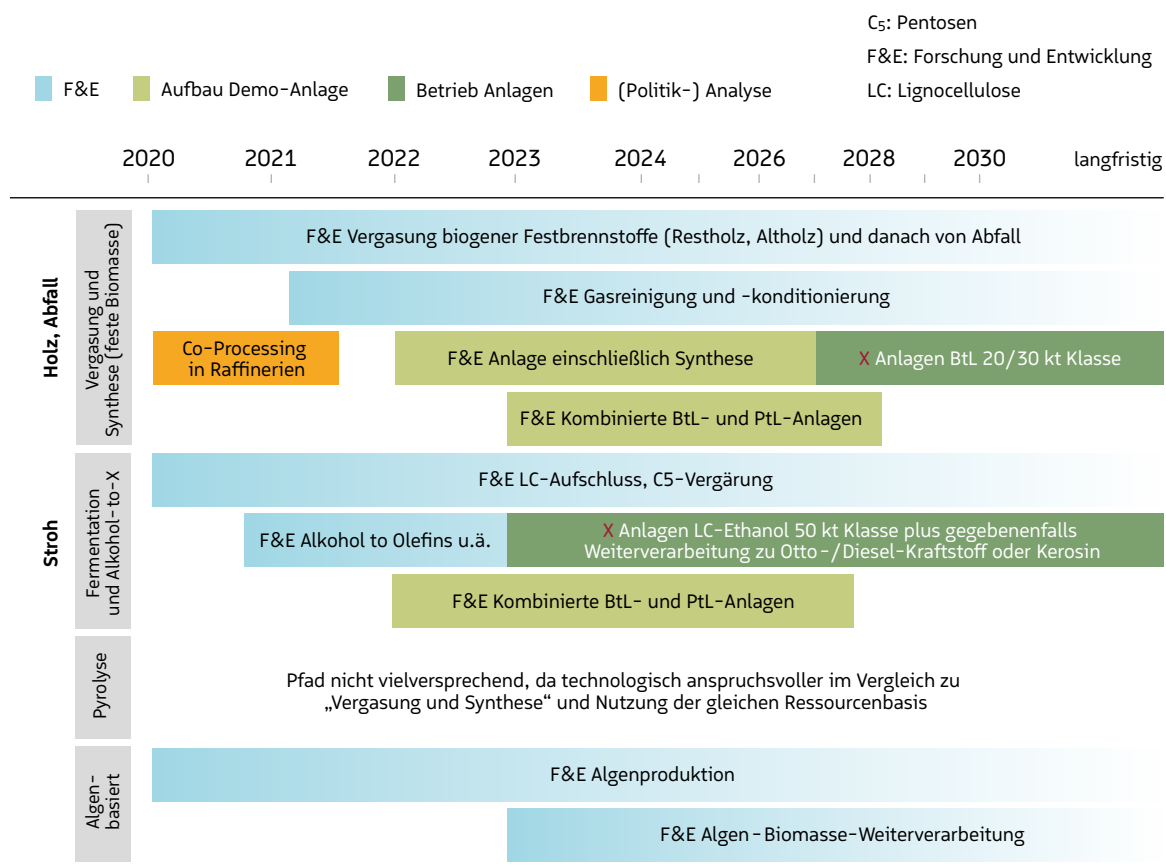 C₅: Pentosen
F&E: Forschung und Entwicklung
LC: Lignocellulose
F&E
Aufbau Demo-Anlage
Betrieb Anlagen
(Politik-) Analyse
2020 2021 2022 2023 2024 2026 2028 2030 langfristig
Holz, Abfall
Vergasung und
Synthese (feste Biomasse)
F&E Vergasung biogener Festbrennstoffe (Restholz, Altholz) und danach von Abfall
F&E Gasreinigung und -konditionierung
Co-Processing
in Raffinerien
F&E Anlage einschließlich Synthese
X Anlagen BtL 20/30 kt Klasse
F&E Kombinierte BtL- und PtL-Anlagen
Stroh
Fermentation
und Alkohol-to-X
F&E LC-Aufschluss, C5-Vergärung
F&E Alkohol to Olefins u.ä.
X Anlagen LC-Ethanol 50 kt Klasse plus gegebenenfalls
Weiterverarbeitung zu Otto-/Diesel-Kraftstoff oder Kerosin
F&E Kombinierte BtL- und PtL-Anlagen
Pyrolyse
Pfad nicht vielversprechend, da technologisch anspruchsvoller im Vergleich zu
„Vergasung und Synthese“ und Nutzung der gleichen Ressourcenbasis
Algen-
basiert
F&E Algenproduktion
F&E Algen-Biomasse-Weiterverarbeitung